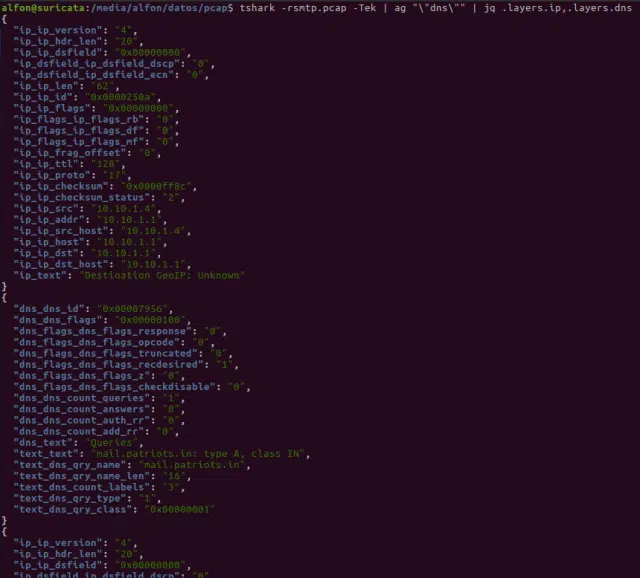 alfon@suricata:/media/alfon/datos/pcap$ tshark -rsmtp.pcap -Tek | ag "\"dns\"" | jq .layers.ip,.layers.dns
{
"ip_ip_version": "4",
"ip_ip_hdr_len": "20",
"ip_ip_dsfield": "0x00000000",
"ip_dsfield_ip_dsfield_dscp": "0",
"ip_dsfield_ip_dsfield_ecn": "0",
"ip_ip_len": "62",
"ip_ip_id": "0x0000250a",
"ip_ip_flags": "0x00000000",
"ip_flags_ip_flags_rb": "0",
"ip_flags_ip_flags_df": "0",
"ip_flags_ip_flags_mf": "0",
"ip_ip_frag_offset": "0",
"ip_ip_ttl": "128",
"ip_ip_proto": "17",
"ip_ip_checksum": "0x0000ff8c",
"ip_ip_checksum_status": "2",
"ip_ip_src": "10.10.1.4",
"ip_ip_addr": "10.10.1.1",
"ip_ip_src_host": "10.10.1.4",
"ip_ip_host": "10.10.1.1",
"ip_ip_dst": "10.10.1.1",
"ip_ip_dst_host": "10.10.1.1",
"ip_text": "Destination GeoIP: Unknown"
}
{
"dns_dns_id": "0x00007956",
"dns_dns_flags": "0x00000100",
"dns_flags_dns_flags_response": "0",
"dns_flags_dns_flags_opcode": "0",
"dns_flags_dns_flags_truncated": "0",
"dns_flags_dns_flags_recdesired": "1",
"dns_flags_dns_flags_z": "0",
"dns_flags_dns_flags_checkdisable": "0",
"dns_dns_count_queries": "1",
"dns_dns_count_answers": "0",
"dns_dns_count_auth_rr": "0",
"dns_dns_count_add_rr": "0",
"dns_text": "Queries",
"text_text": "mail.patriots.in: type A, class IN",
"text_dns_qry_name": "mail.patriots.in",
"text_dns_qry_name_len": "16",
"text_dns_count_labels": "3",
"text_dns_qry_type": "1",
"text_dns_qry_class": "0x00000001"
}
{
"ip_ip_version": "4",
"ip_ip_hdr_len": "20",
"ip_ip_dsfield": "0x00000000",
"ip_dsfield_ip_dsfield_dscp": "0"